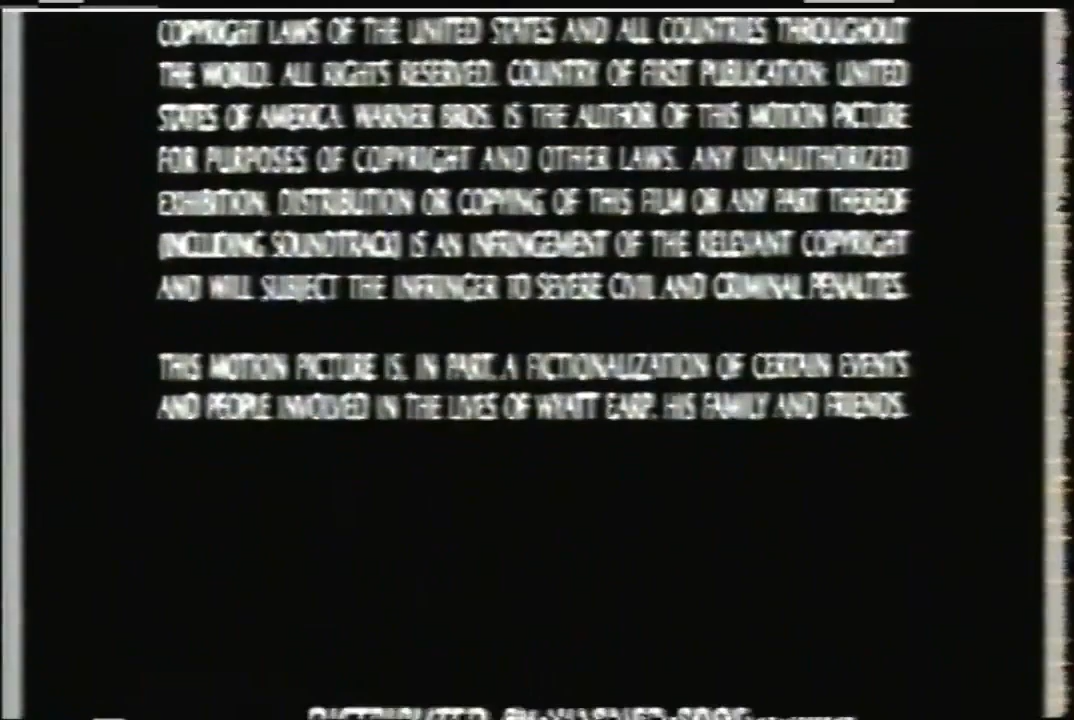 COPYRIGHT LAWS OF THE UNITED STATES AND ALL COUNTRIES THROUGHOUT
THE WORLD. ALL RIGHTS RESERVED. COUNTRY OF FIRST PUBLICATION: UNITED
STATES OF AMERICA. WARNER BROS. IS THE AUTHOR OF THIS MOTION PICTURE
FOR PURPOSES OF COPYRIGHT AND OTHER LAWS. ANY UNAUTHORIZED
EXHIBITION, DISTRIBUTION OR COPYING OF THIS FILM OR ANY PART THEREOF
(INCLUDING SOUNDTRACK) IS AN INFRINGEMENT OF THE RELEVANT COPYRIGHT
AND WILL SUBJECT THE INFRINGER TO SEVERE CIVIL AND CRIMINAL PENALTIES.
THIS MOTION PICTURE IS, IN PART, A FICTIONALIZATION OF CERTAIN EVENTS
AND PEOPLE INVOLVED IN THE LIVES OF WYATT EARP, HIS FAMILY AND FRIENDS.